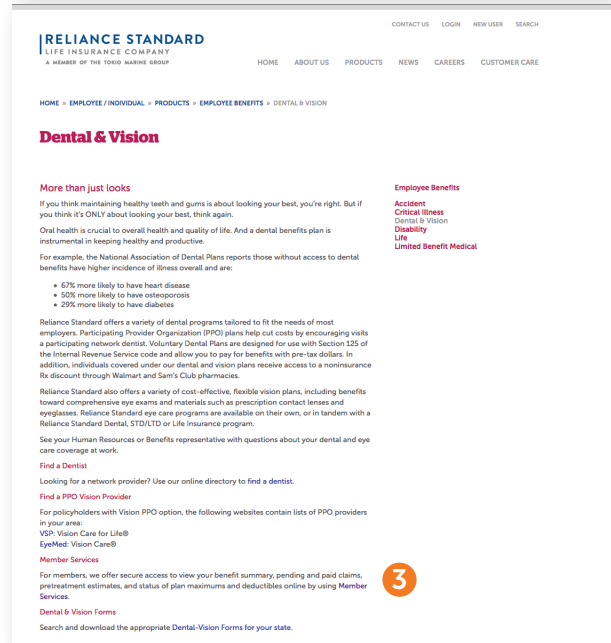 CONTACT US LOGIN NEW USER SEARCH
RELIANCE STANDARD
LIFE INSURANCE COMPANY
A MEMBER OF THE TOKIO MARINE GROUP
HOME ABOUT US PRODUCTS NEWS CAREERS CUSTOMER CARE
HOME » EMPLOYEE / INDIVIDUAL » PRODUCTS » EMPLOYEE BENEFITS » DENTAL & VISION
Dental & Vision
More than just looks
If you think maintaining healthy teeth and gums is about looking your best, you're right. But if
you think it's ONLY about looking your best, think again.
Oral health is crucial to overall health and quality of life. And a dental benefits plan is
instrumental in keeping healthy and productive.
For example, the National Association of Dental Plans reports those without access to dental
benefits have higher incidence of illness overall and are:
• 67% more likely to have heart disease
• 50% more likely to have osteoporosis
• 29% more likely to have diabetes
Reliance Standard offers a variety of dental programs tailored to fit the needs of most
employers. Participating Provider Organization (PPO) plans help cut costs by encouraging visits
a participating network dentist. Voluntary Dental Plans are designed for use with Section 125 of
the Internal Revenue Service code and allow you to pay for benefits with pre-tax dollars. In
addition, individuals covered under our dental and vision plans receive access to a noninsurance
Rx discount through Walmart and Sam's Club pharmacies.
Reliance Standard also offers a variety of cost-effective, flexible vision plans, including benefits
toward comprehensive eye exams and materials such as prescription contact lenses and
eyeglasses. Reliance Standard eye care programs are available on their own, or in tandem with a
Reliance Standard Dental, STD/LTD or Life Insurance program.
See your Human Resources or Benefits representative with questions about your dental and eye
care coverage at work.
Find a Dentist
Looking for a network provider? Use our online directory to find a dentist.
Find a PPO Vision Provider
For policyholders with Vision PPO option, the following websites contain lists of PPO providers
in your area:
VSP: Vision Care for Life®
EyeMed: Vision Care®
Member Services
For members, we offer secure access to view your benefit summary, pending and paid claims,
pretreatment estimates, and status of plan maximums and deductibles online by using Member
Services.
Dental & Vision Forms
Search and download the appropriate Dental-Vision Forms for your state.
Employee Benefits
Accident
Critical Illness
Dental & Vision
Disability
Life
Limited Benefit Medical
3